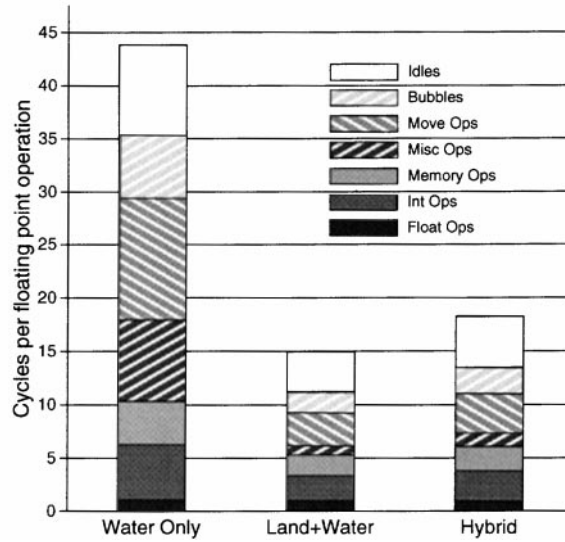 45
40
35
30
25
20
15
10
5
0
Cycles per floating point operation
Idles
Bubbles
Move Ops
Misc Ops
Memory Ops
Int Ops
Float Ops
Water Only
Land+Water
Hybrid